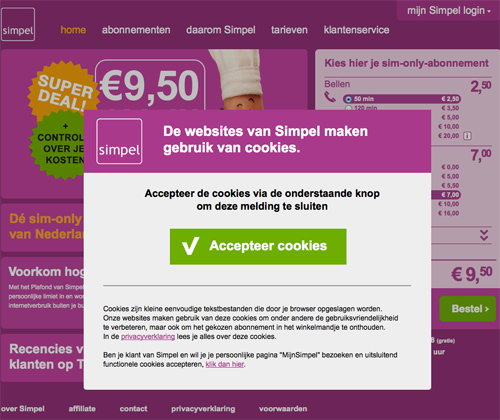 mijn Simpel login
simpel
home abonnementen daarom Simpel tarieven klantenservice
SUPER
DEAL!
€9,50
+
CONTROL
OVER JE
KOSTEN
Kies hier je sim-only-abonnement
Bellen
2,50
50 min € 2,50
120 min € 3,50
€ 7,50
€ 20,00
7,00
€ 0,00
€ 7,00
€ 10,00
€ 16,00
€ 9,50
Bestel >
(gratis)
uur
simpel
De websites van Simpel maken
gebruik van cookies.
Accepteer de cookies via de onderstaande knop
om deze melding te sluiten
Accepteer cookies
Cookies zijn kleine eenvoudige tekstbestanden die door je browser opgeslagen worden.
Onze websites maken gebruik van deze cookies om onder andere de gebruiksvriendelijkheid
te verbeteren, maar ook om het gekozen abonnement in het winkelmandje te onthouden.
In de privacyverklaring lees je alles over deze cookies.
Ben je klant van Simpel en wil je je persoonlijke pagina "MijnSimpel" bezoeken en uitsluitend
functionele cookies accepteren, klik dan hier.
Dé sim-only
van Nederla
Voorkom hog
Met het Plafond van Simpel
persoonlijke limiet in en wo
internetverbruik buiten je bu
Recencies v
klanten op T
over Simpel affiliate contact privacyverklaring voorwaarden